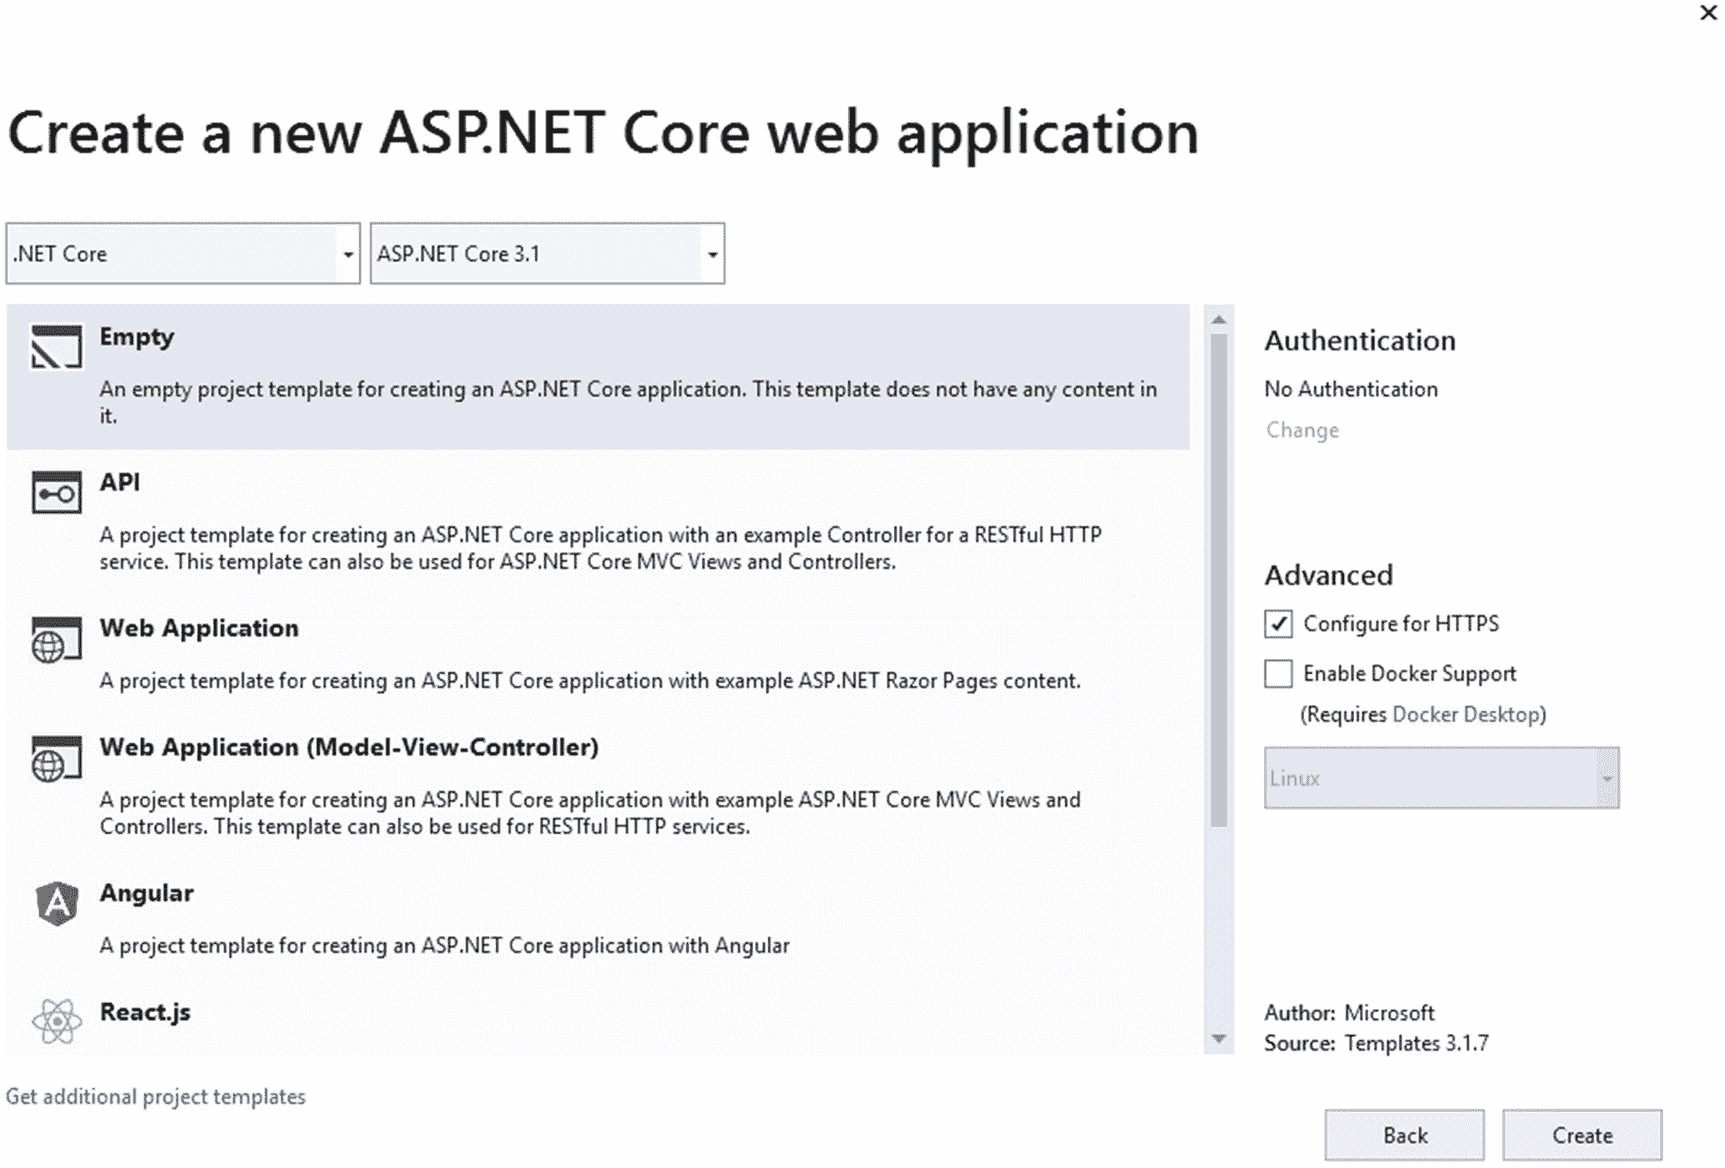 Create a new ASP.NET Core web application
.NET Core
ASP.NET Core 3.1
Empty
An empty project template for creating an ASP.NET Core application. This template does not have any content in
it.
API
A project template for creating an ASP.NET Core application with an example Controller for a RESTful HTTP
service. This template can also be used for ASP.NET Core MVC Views and Controllers.
Web Application
A project template for creating an ASP.NET Core application with example ASP.NET Razor Pages content.
Web Application (Model-View-Controller)
A project template for creating an ASP.NET Core application with example ASP.NET Core MVC Views and
Controllers. This template can also be used for RESTful HTTP services.
Angular
A project template for creating an ASP.NET Core application with Angular
React.js
Get additional project templates
Authentication
No Authentication
Change
Advanced
Configure for HTTPS
Enable Docker Support
(Requires Docker Desktop)
Linux
Author: Microsoft
Source: Templates 3.1.7
Back
Create